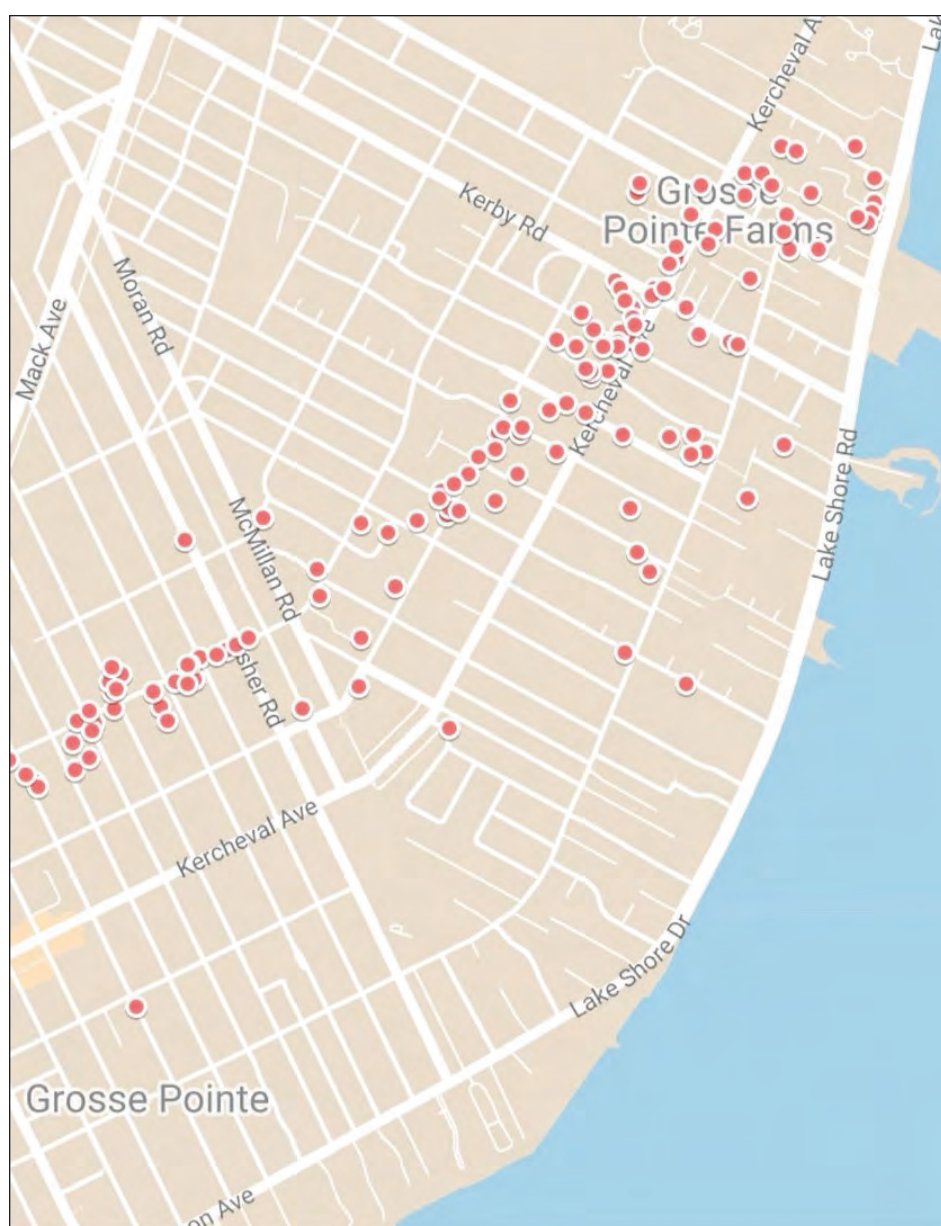 Kercheval A
Lak
Grosse
Pointe Farms
Kerby Rd
Moran Rd
Mack Ave
Kercheval
Lake Shore Rd
McMillan Rd
sher Rd
Kercheval Ave
Lake Shore Dr
Grosse Pointe
on Ave